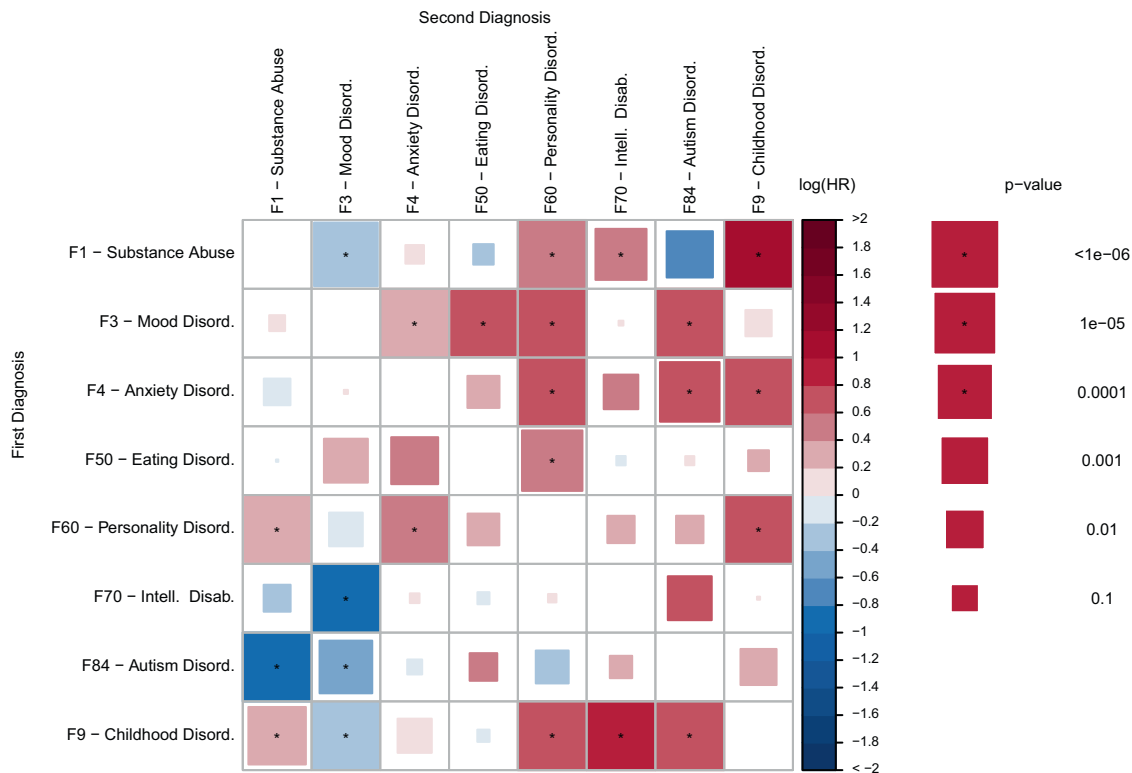 Second Diagnosis
F1 − Substance Abuse
F3 − Mood Disord.
F4 − Anxiety Disord.
F50 − Eating Disord.
F60 − Personality Disord.
F70 − Intell. Disab.
F84 − Autism Disord.
F9 − Childhood Disord.
First Diagnosis
F1 − Substance Abuse
* * * *
F3 − Mood Disord.
* * * *
F4 − Anxiety Disord.
* * *
F50 − Eating Disord.
*
F60 − Personality Disord.
* * *
F70 − Intell. Disab.
*
F84 − Autism Disord.
* *
F9 − Childhood Disord.
* * * * *
log(HR)
>2
1.8
1.6
1.4
1.2
1
0.8
0.6
0.4
0.2
0
−0.2
−0.4
−0.6
−0.8
−1
−1.2
−1.4
−1.6
−1.8
< −2
p−value
* <1e−06
* 1e−05
* 0.0001
0.001
0.01
0.1